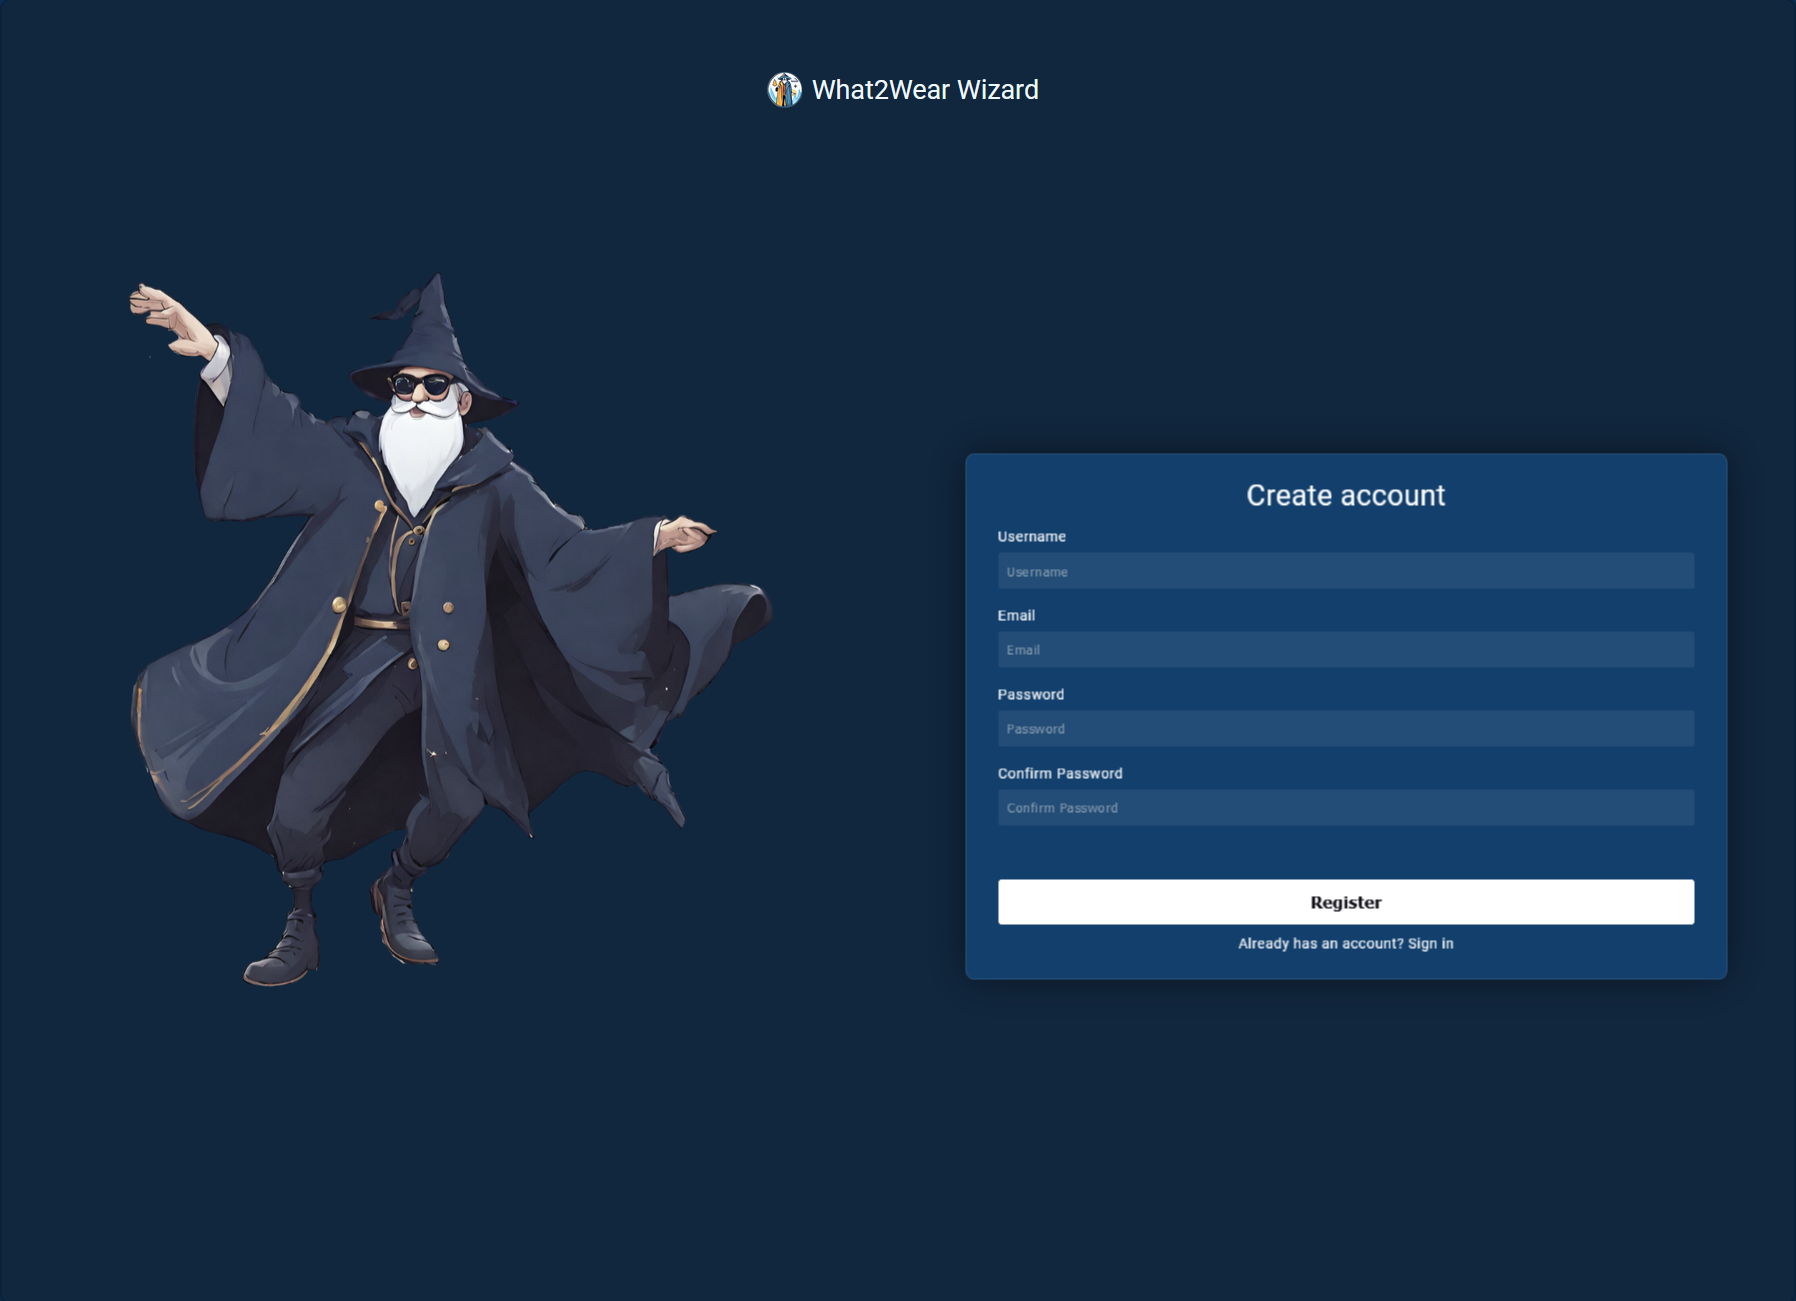 What2Wear Wizard
Create account
Username
Username
Email
Email
Password
Password
Confirm Password
Confirm Password
Register
Already has an account? Sign in